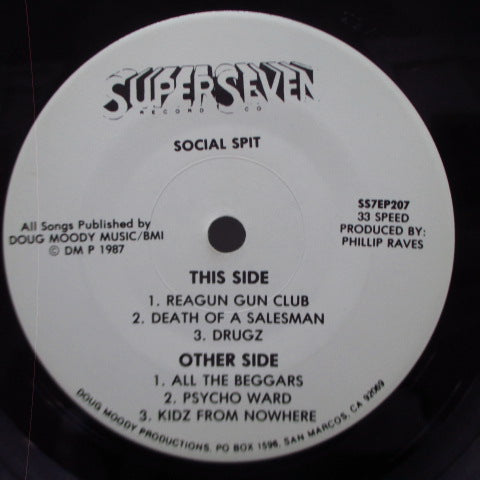 SUPER SEVEN
RECORD CO
SOCIAL SPIT
SS7EP207
33 SPEED
PRODUCED BY:
PHILLIP RAVES
All Songs Published by
DOUG MOODY MUSIC/BMI
© DM P 1987
THIS SIDE
1. REAGUN GUN CLUB
2. DEATH OF A SALESMAN
3. DRUGZ
OTHER SIDE
1. ALL THE BEGGARS
2. PSYCHO WARD
3. KIDZ FROM NOWHERE
DOUG MOODY PRODUCTIONS, PO BOX 1596, SAN MARCOS, CA 92069